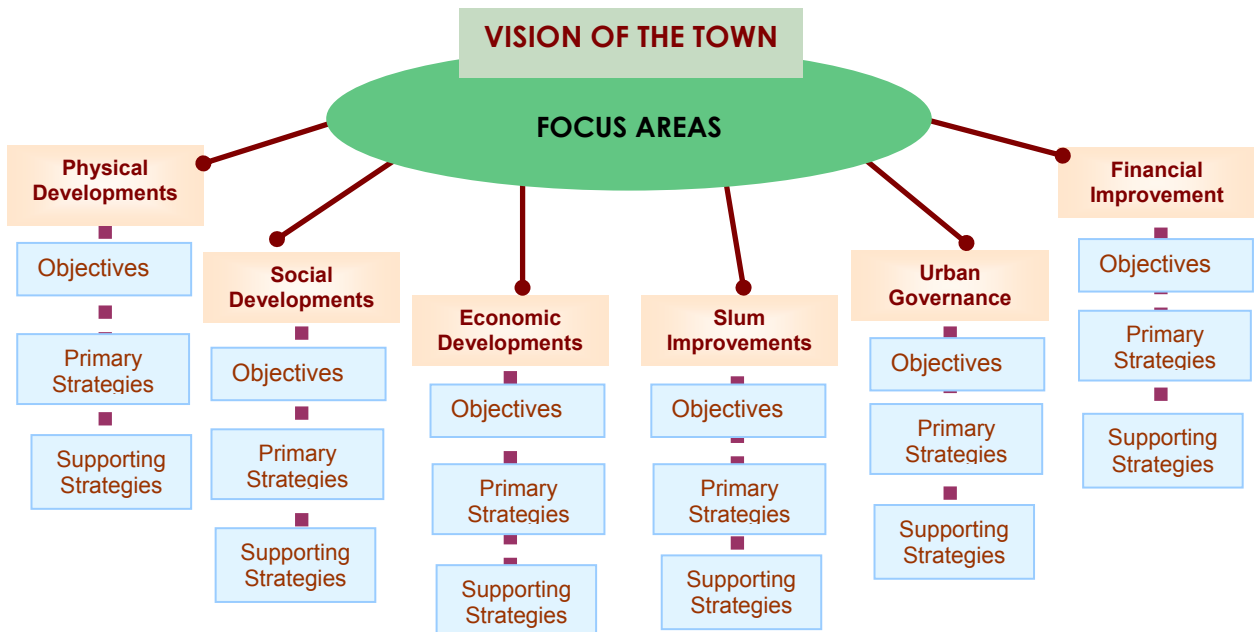 VISION OF THE TOWN
FOCUS AREAS
Physical
Developments
Objectives
Primary
Strategies
Supporting
Strategies
Social
Developments
Objectives
Primary
Strategies
Supporting
Strategies
Economic
Developments
Objectives
Primary
Strategies
Supporting
Strategies
Slum
Improvements
Objectives
Primary
Strategies
Supporting
Strategies
Urban
Governance
Objectives
Primary
Strategies
Supporting
Strategies
Financial
Improvement
Objectives
Primary
Strategies
Supporting
Strategies